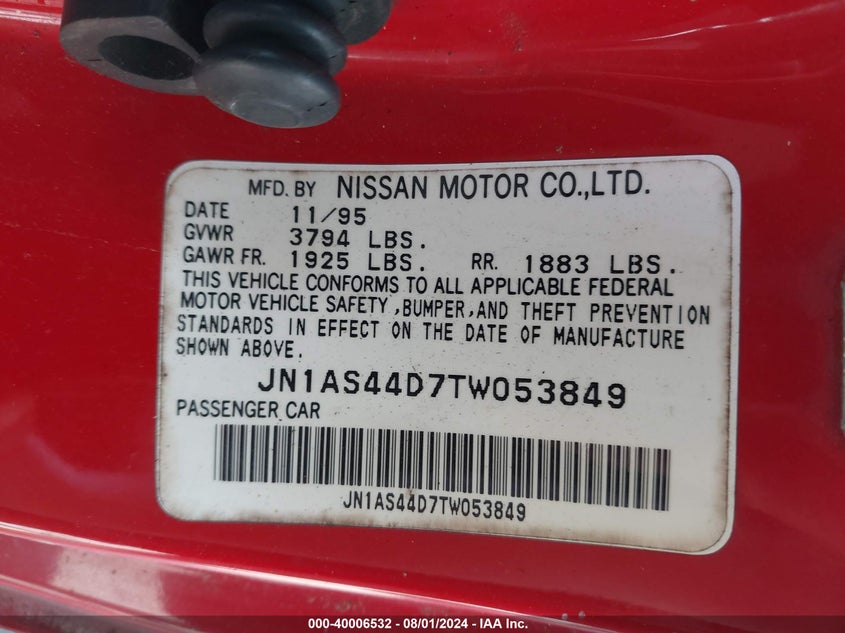 MFD. BY NISSAN MOTOR CO.,LTD.
DATE 11/95
GVWR 3794 LBS.
GAWR FR. 1925 LBS. RR. 1883 LBS.
THIS VEHICLE CONFORMS TO ALL APPLICABLE FEDERAL
MOTOR VEHICLE SAFETY ,BUMPER,AND THEFT PREVENTION
STANDARDS IN EFFECT ON THE DATE OF MANUFACTURE
SHOWN ABOVE.
JN1AS44D7TW053849
PASSENGER CAR
JN1AS44D7TW053849
000-40006532 - 08/01/2024 - IAA Inc.